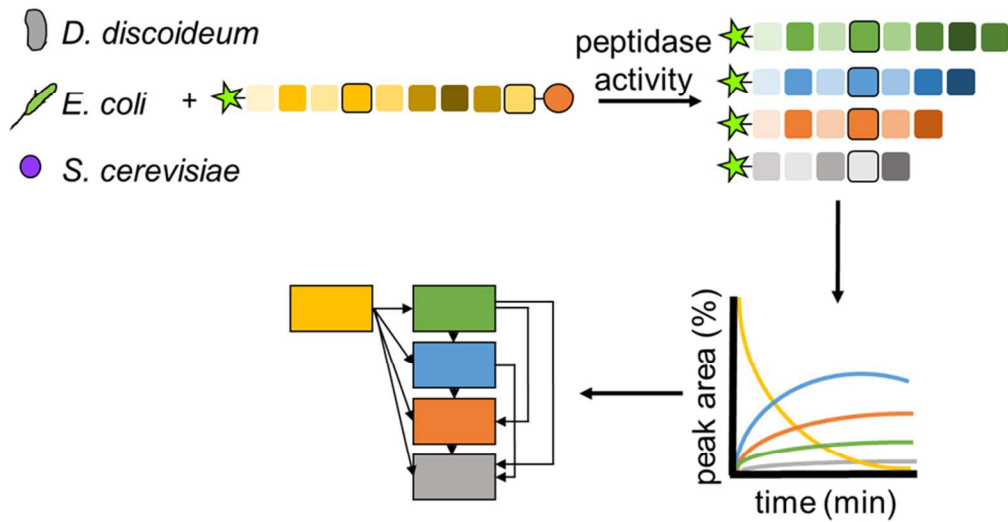 D. discoideum
E. coli +
S. cerevisiae
peptidase
activity
peak area (%)
time (min)